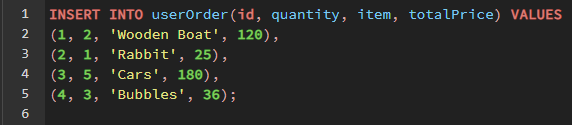 1 INSERT INTO userOrder(id, quantity, item, totalPrice) VALUES
2 (1, 2, 'Wooden Boat', 120),
3 (2, 1, 'Rabbit', 25),
4 (3, 5, 'Cars', 180),
5 (4, 3, 'Bubbles', 36);
6